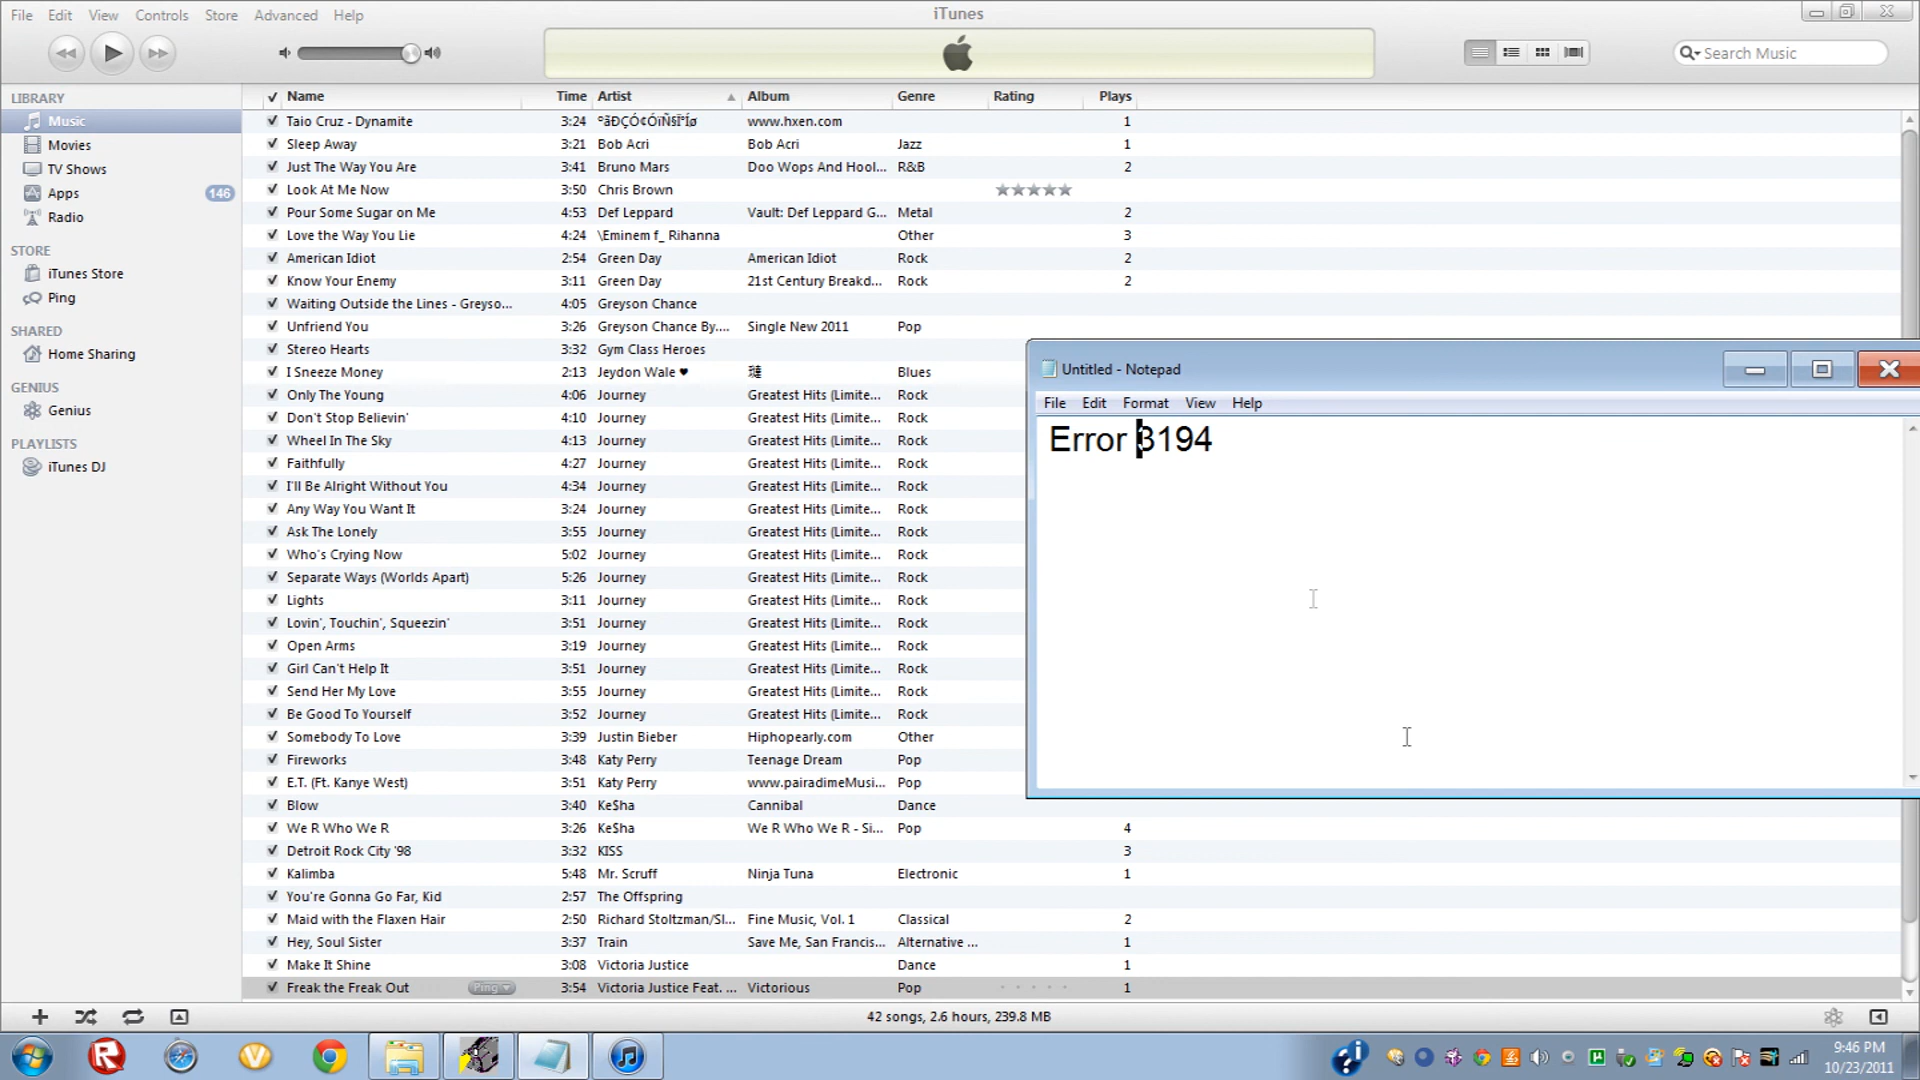 File Edit View Controls Store Advanced Help
iTunes
Search Music
LIBRARY
Music
Movies
TV Shows
Apps 146
Radio
STORE
iTunes Store
Ping
SHARED
Home Sharing
GENIUS
Genius
PLAYLISTS
iTunes DJ
Name Time Artist Album Genre Rating Plays
Taio Cruz - Dynamite 3:24 www.hxen.com 1
Sleep Away 3:21 Bob Acri Bob Acri Jazz 1
Just The Way You Are 3:41 Bruno Mars Doo Wops And Hool... R&B 2
Look At Me Now 3:50 Chris Brown ★★★★★
Pour Some Sugar on Me 4:53 Def Leppard Vault: Def Leppard G... Metal 2
Love the Way You Lie 4:24 \Eminem f_ Rihanna Other 3
American Idiot 2:54 Green Day American Idiot Rock 2
Know Your Enemy 3:11 Green Day 21st Century Breakd... Rock 2
Waiting Outside the Lines - Greyso... 4:05 Greyson Chance
Unfriend You 3:26 Greyson Chance By.... Single New 2011 Pop
Stereo Hearts 3:32 Gym Class Heroes
I Sneeze Money 2:13 Jeydon Wale ♥ Blues
Only The Young 4:06 Journey Greatest Hits (Limite... Rock
Don't Stop Believin' 4:10 Journey Greatest Hits (Limite... Rock
Wheel In The Sky 4:13 Journey Greatest Hits (Limite... Rock
Faithfully 4:27 Journey Greatest Hits (Limite... Rock
I'll Be Alright Without You 4:34 Journey Greatest Hits (Limite... Rock
Any Way You Want It 3:24 Journey Greatest Hits (Limite... Rock
Ask The Lonely 3:55 Journey Greatest Hits (Limite... Rock
Who's Crying Now 5:02 Journey Greatest Hits (Limite... Rock
Separate Ways (Worlds Apart) 5:26 Journey Greatest Hits (Limite... Rock
Lights 3:11 Journey Greatest Hits (Limite... Rock
Lovin', Touchin', Squeezin' 3:51 Journey Greatest Hits (Limite... Rock
Open Arms 3:19 Journey Greatest Hits (Limite... Rock
Girl Can't Help It 3:51 Journey Greatest Hits (Limite... Rock
Send Her My Love 3:55 Journey Greatest Hits (Limite... Rock
Be Good To Yourself 3:52 Journey Greatest Hits (Limite... Rock
Somebody To Love 3:39 Justin Bieber Hiphopearly.com Other
Fireworks 3:48 Katy Perry Teenage Dream Pop
E.T. (Ft. Kanye West) 3:51 Katy Perry www.pairadimeMusi... Pop
Blow 3:40 Ke$ha Cannibal Dance
We R Who We R 3:26 Ke$ha We R Who We R - Si... Pop 4
Detroit Rock City '98 3:32 KISS 3
Kalimba 5:48 Mr. Scruff Ninja Tuna Electronic 1
You're Gonna Go Far, Kid 2:57 The Offspring
Maid with the Flaxen Hair 2:50 Richard Stoltzman/Sl... Fine Music, Vol. 1 Classical 2
Hey, Soul Sister 3:37 Train Save Me, San Francis... Alternative ... 1
Make It Shine 3:08 Victoria Justice Dance 1
Freak the Freak Out Ping 3:54 Victoria Justice Feat. ... Victorious Pop 1
Untitled - Notepad
File Edit Format View Help
Error 3194
42 songs, 2.6 hours, 239.8 MB
9:46 PM
10/23/2011